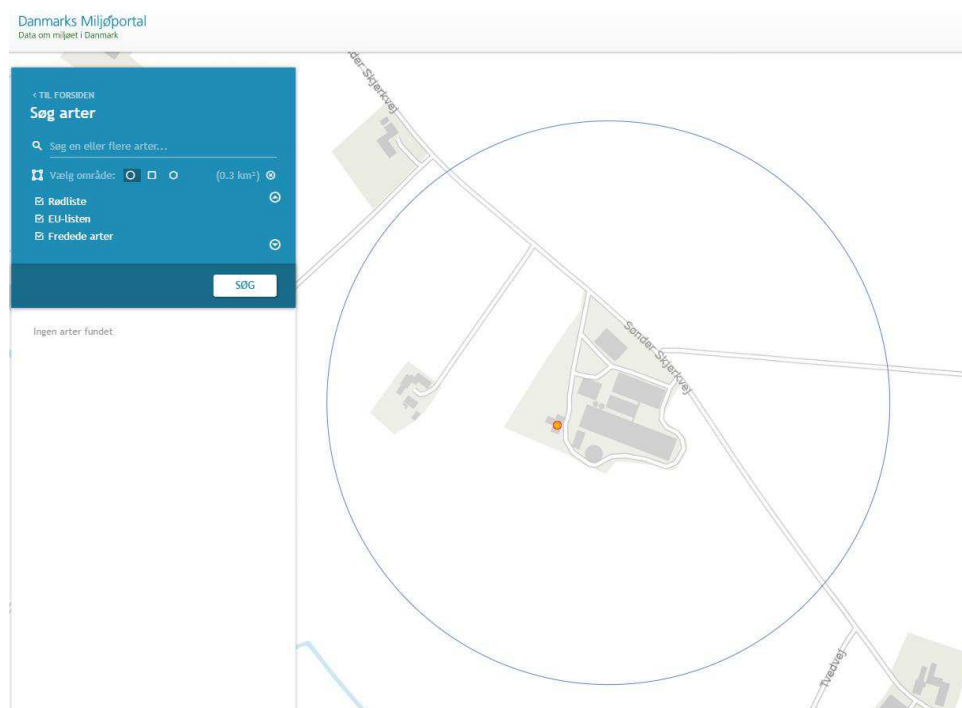 Danmarks Miljøportal
Data om miljøet i Danmark
< TIL FORSIDEN
Søg arter
Søg en eller flere arter...
Vælg område:
(0.3 km²)
Rødliste
EU-listen
Fredede arter
SØG
Ingen arter fundet
der Skjerkvej
Sønder Skjerkvej
Tvedvej